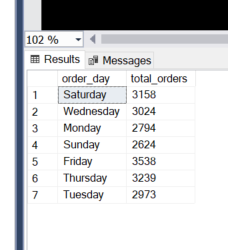 102 %
Results Messages
order_day total_orders
1 Saturday 3158
2 Wednesday 3024
3 Monday 2794
4 Sunday 2624
5 Friday 3538
6 Thursday 3239
7 Tuesday 2973